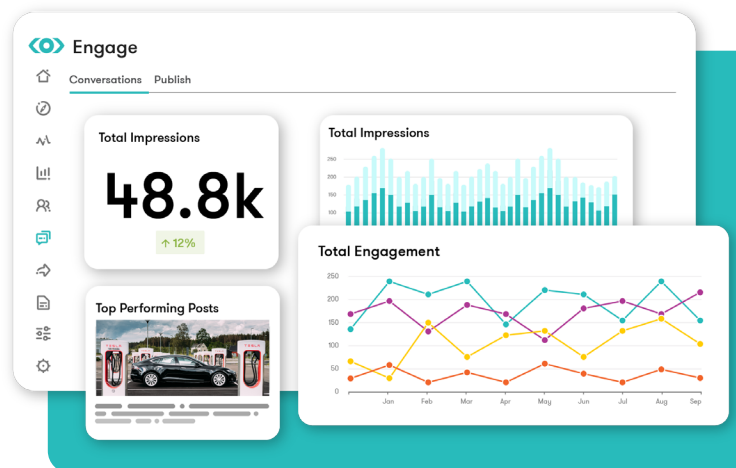 Engage
Conversations Publish
Total Impressions
48.8k
↑ 12%
Total Impressions
250
200
150
100
Total Engagement
250
200
150
100
50
0
Jan Feb Mar Apr May Jun Jul Aug Sep
Top Performing Posts
TESLA
TESLA